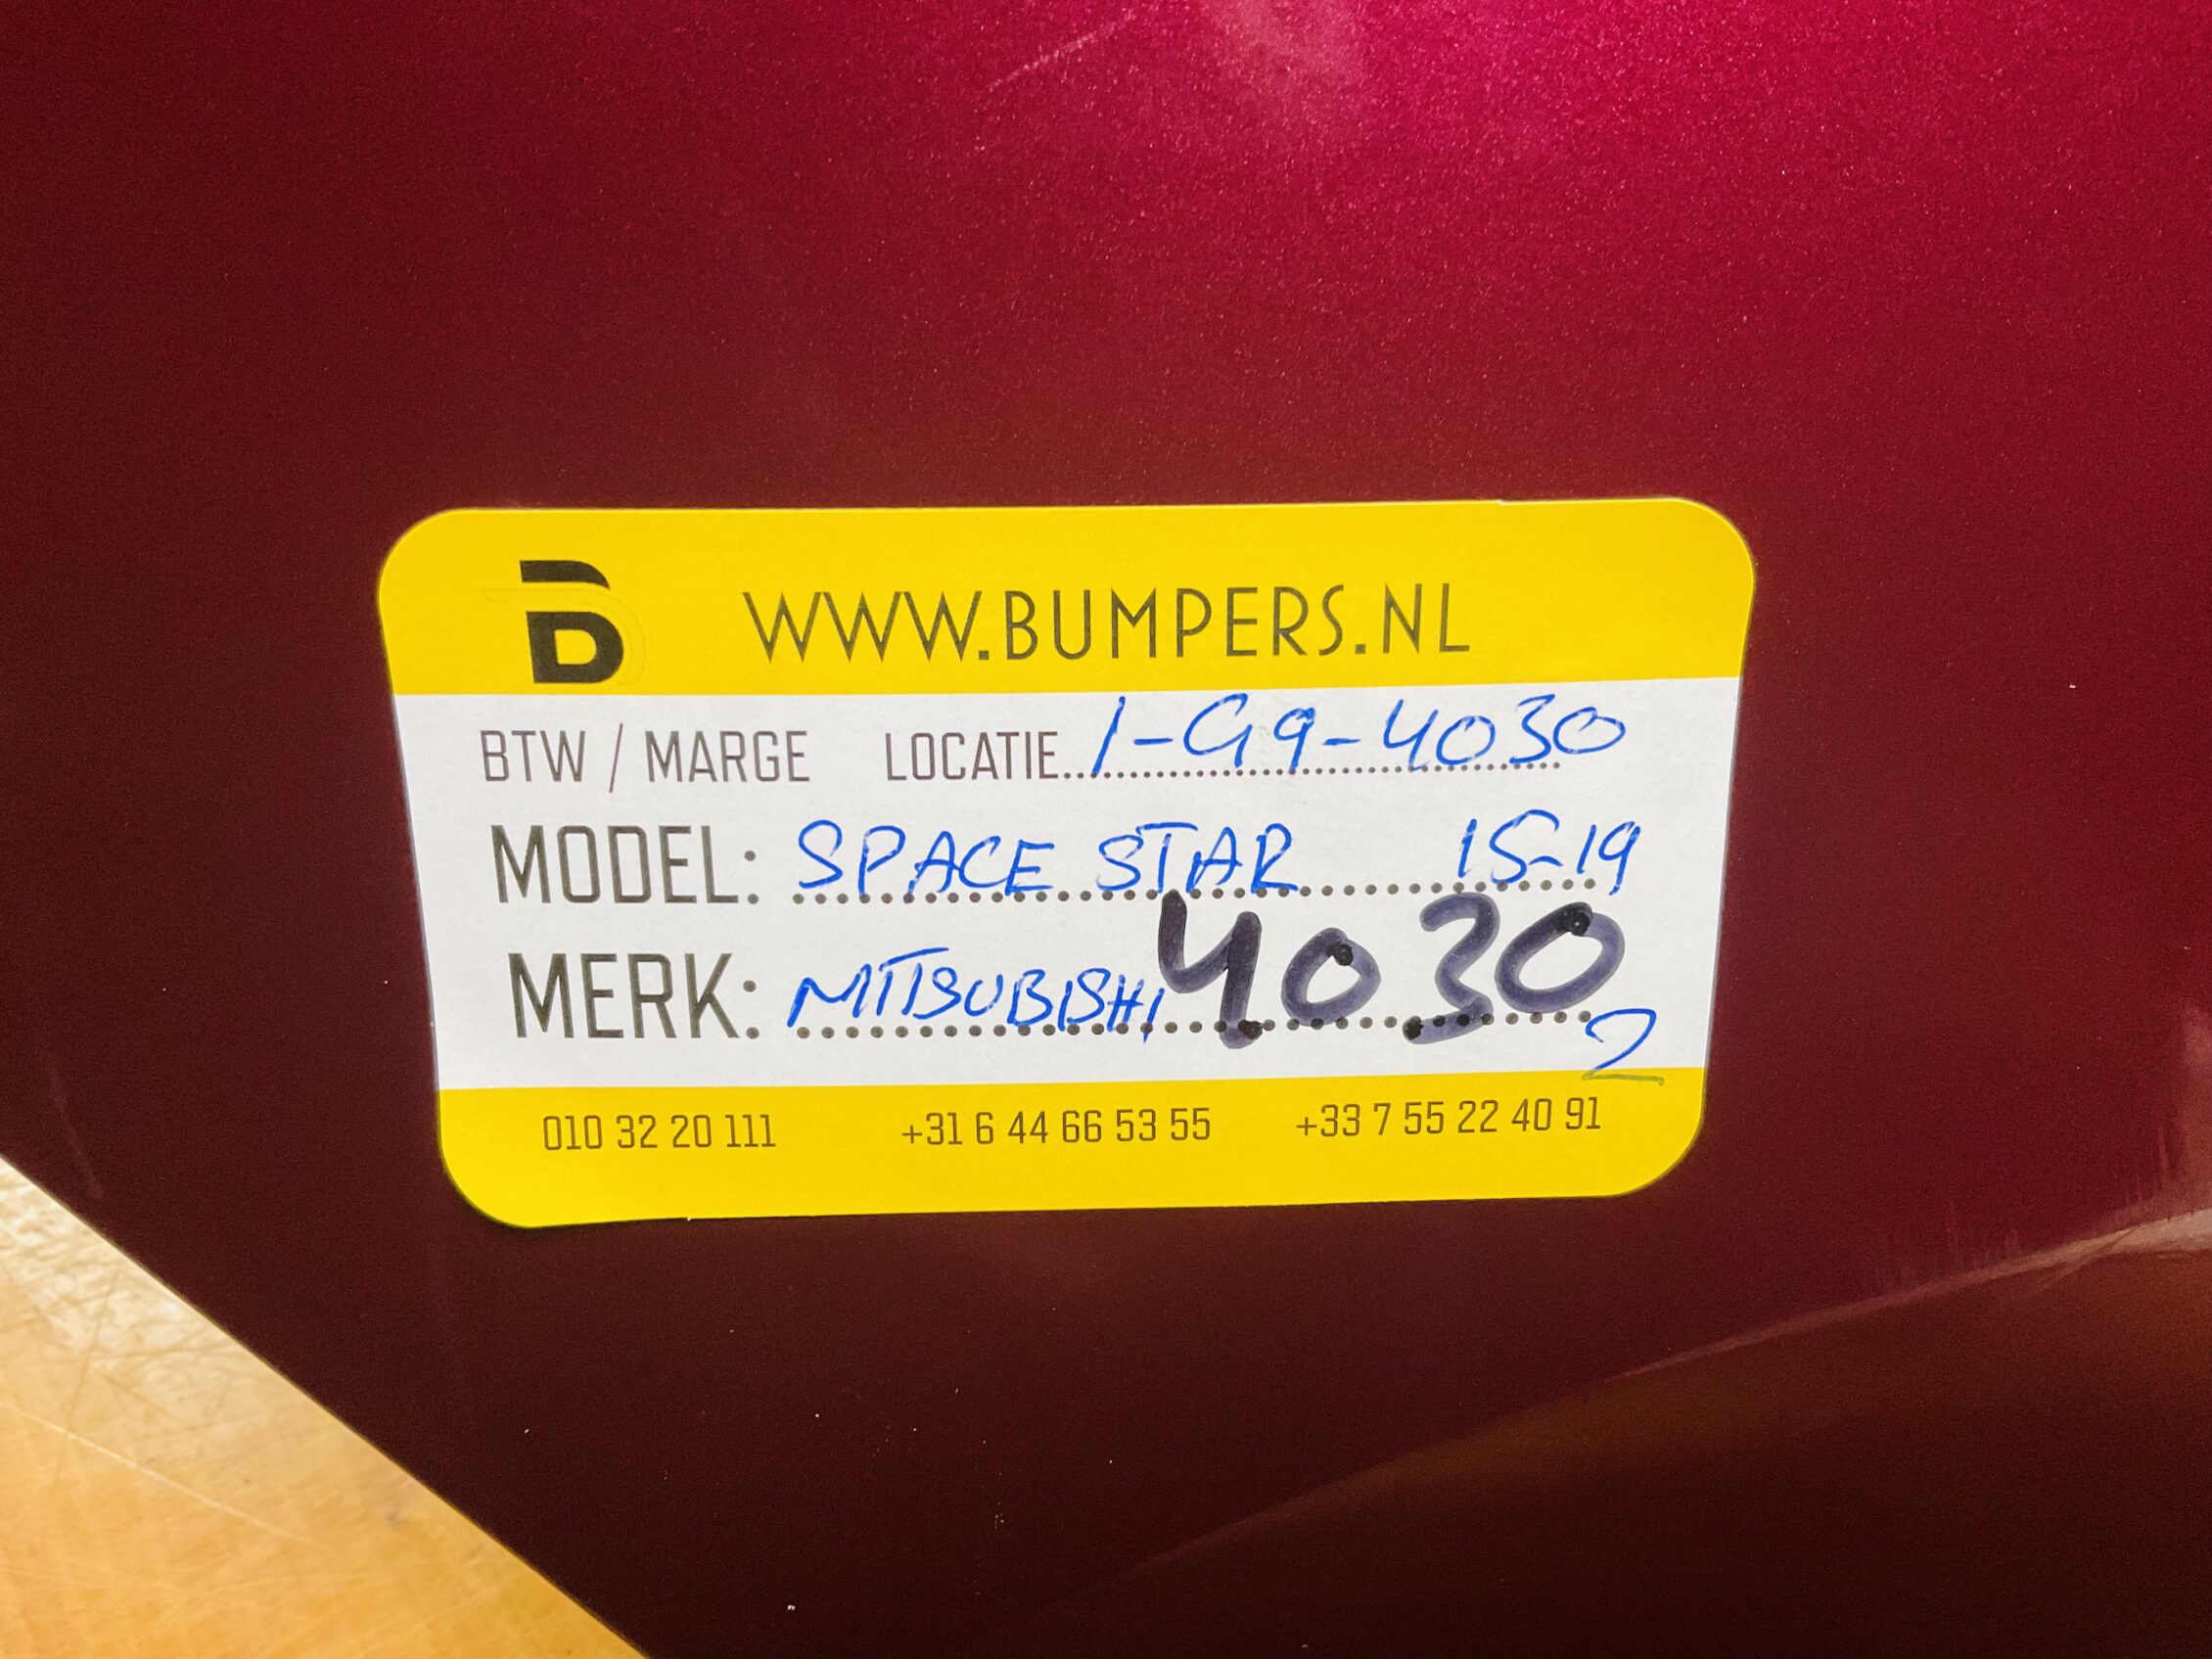 B WWW.BUMPERS.NL
BTW / MARGE LOCATIE 1-G9-4030
MODEL: SPACE STAR 15-19
MERK: MITSUBISHI 4030
2
010 32 20 111 +31 6 44 66 53 55 +33 7 55 22 40 91